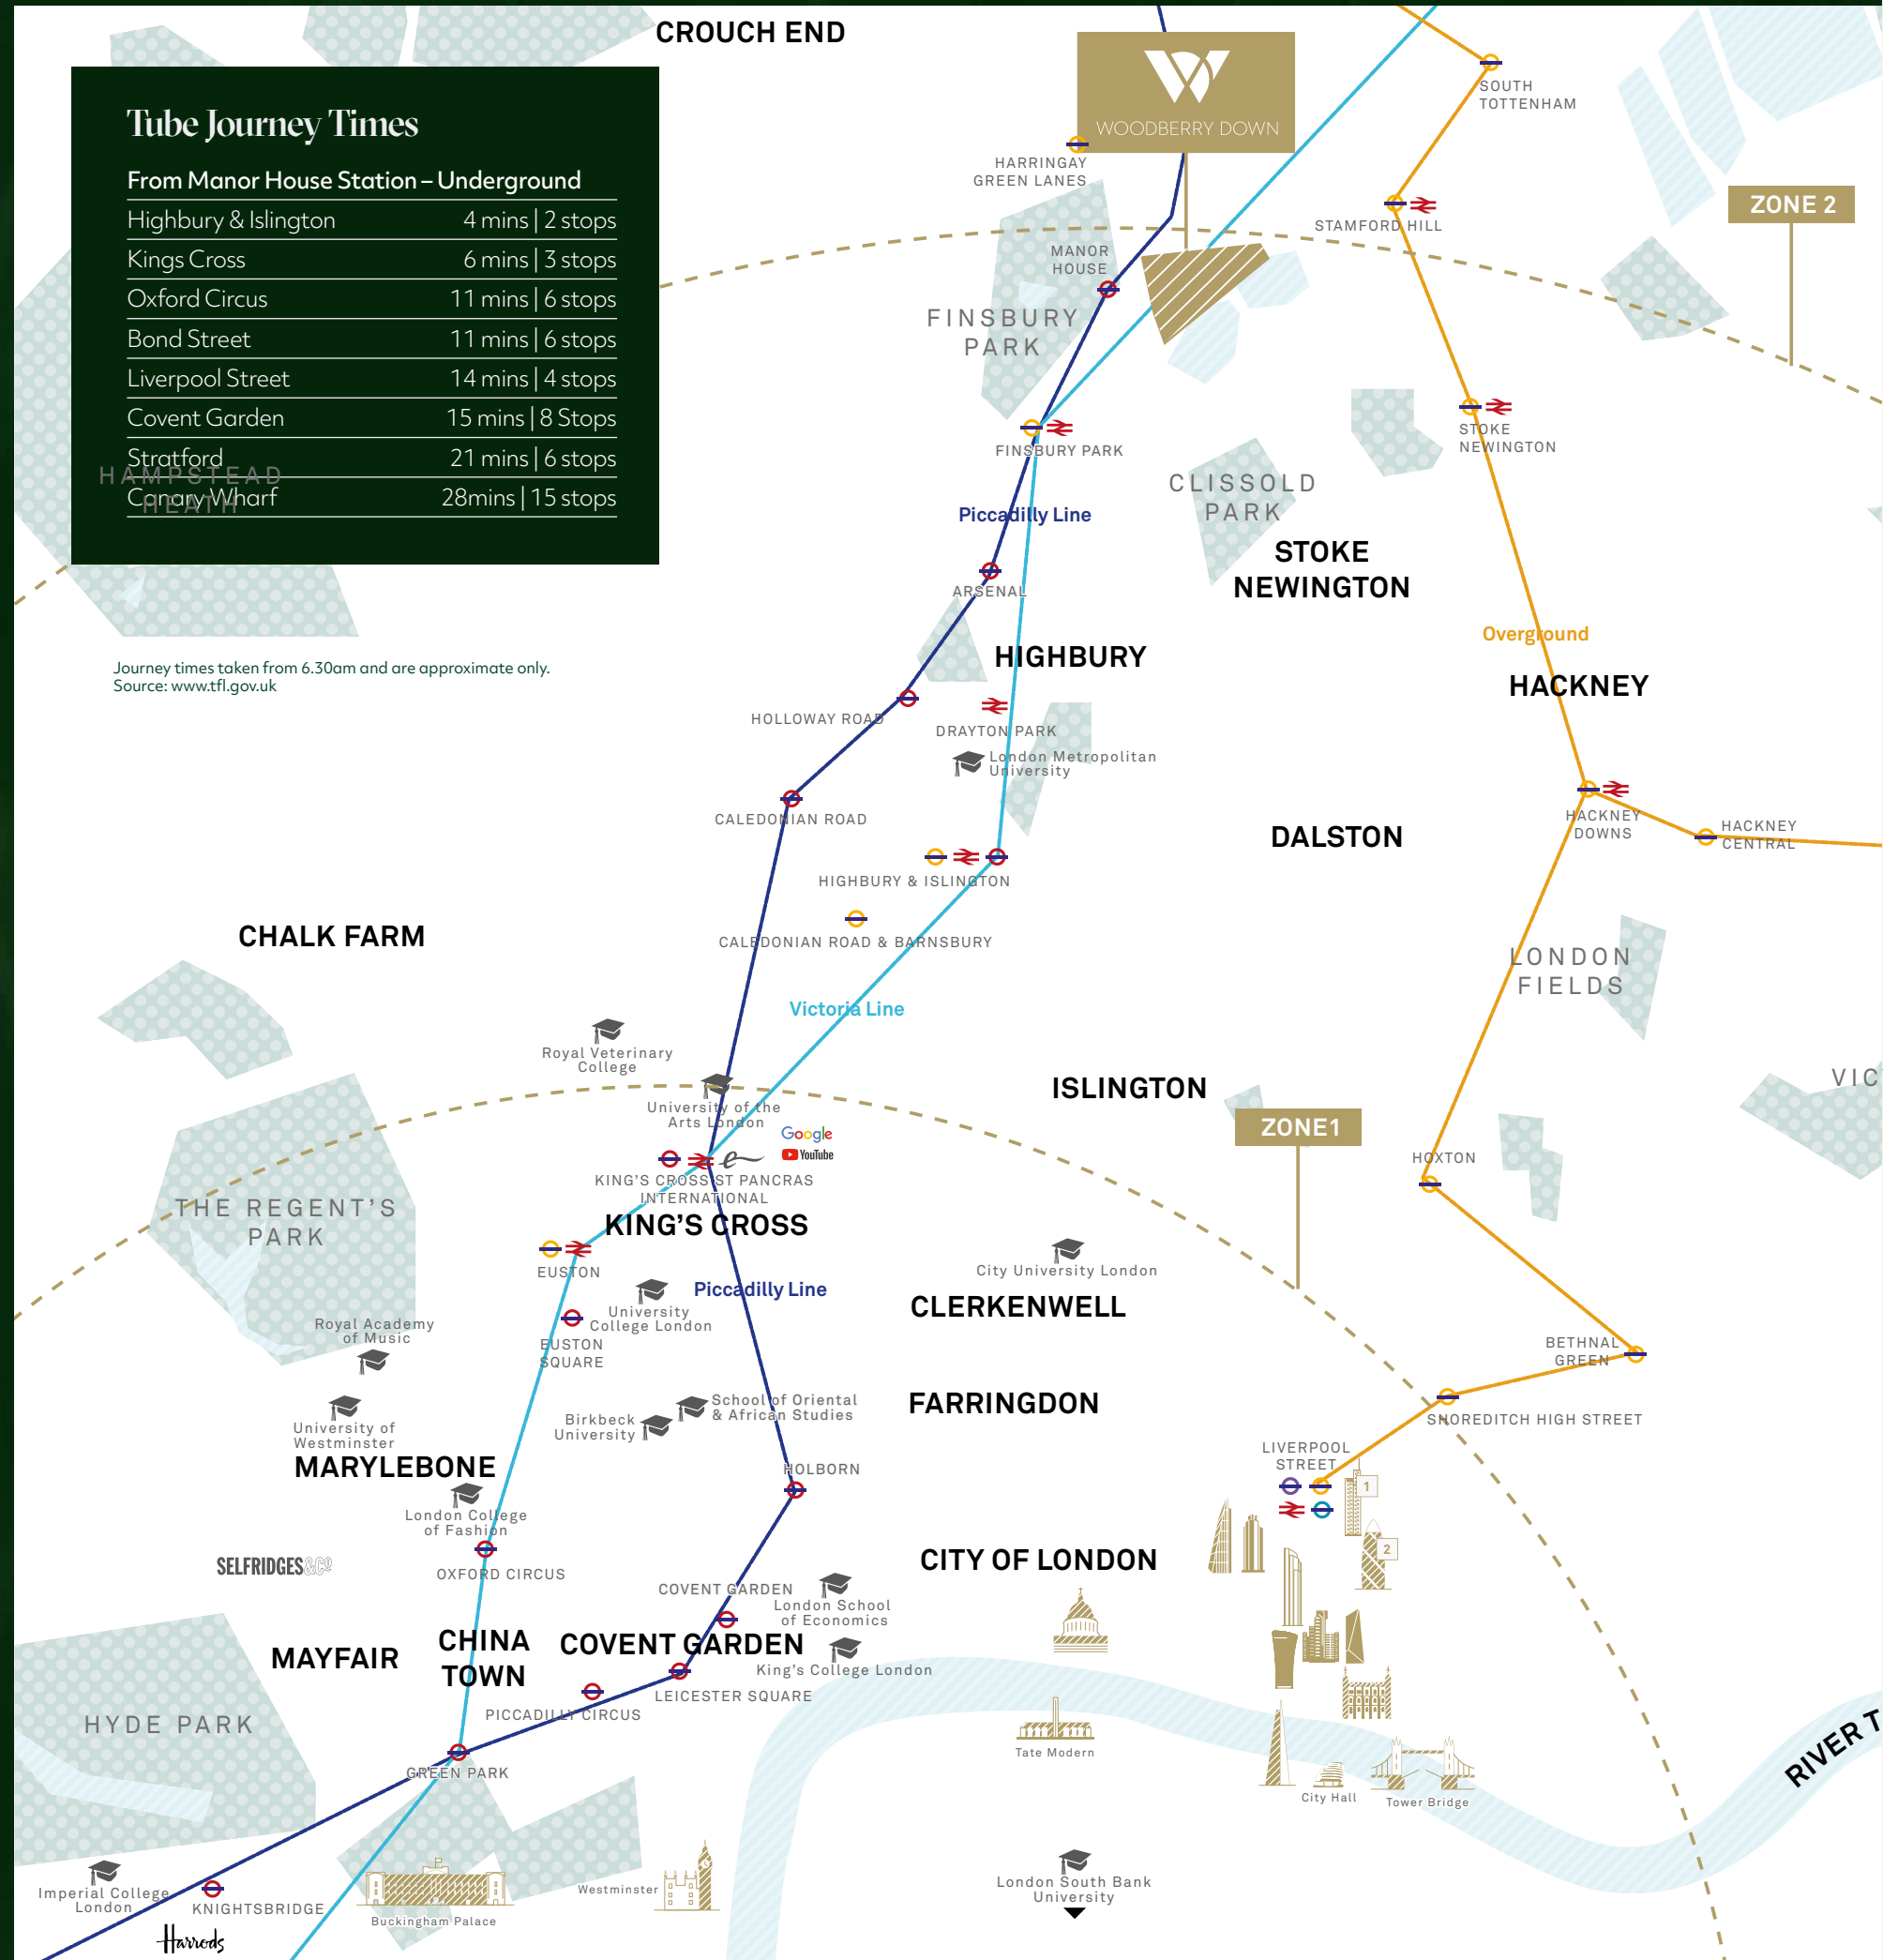 CROUCH END
WOODBERRY DOWN
SOUTH
TOTTENHAM
Tube Journey Times
From Manor House Station – Underground
Highbury & Islington 4 mins | 2 stops
Kings Cross 6 mins | 3 stops
Oxford Circus 11 mins | 6 stops
Bond Street 11 mins | 6 stops
Liverpool Street 14 mins | 4 stops
Covent Garden 15 mins | 8 Stops
Stratford 21 mins | 6 stops
Canary Wharf 28mins | 15 stops
HAMPSTEAD
HEATH
Journey times taken from 6.30am and are approximate only.
Source: www.tfl.gov.uk
HARRINGAY
GREEN LANES
ZONE 2
STAMFORD HILL
MANOR
HOUSE
FINSBURY
PARK
STOKE
NEWINGTON
FINSBURY PARK
CLISSOLD
PARK
Piccadilly Line
STOKE
NEWINGTON
ARSENAL
Overground
HIGHBURY
HACKNEY
HOLLOWAY ROAD
DRAYTON PARK
London Metropolitan
University
CALEDONIAN ROAD
HACKNEY
DOWNS
HACKNEY
CENTRAL
DALSTON
HIGHBURY & ISLINGTON
CALEDONIAN ROAD & BARNSBURY
CHALK FARM
LONDON
FIELDS
Victoria Line
Royal Veterinary
College
VIC
ISLINGTON
University of the
Arts London
Google
YouTube
ZONE1
HOXTON
KING'S CROSS ST PANCRAS
INTERNATIONAL
KING'S CROSS
THE REGENT'S
PARK
EUSTON
City University London
Piccadilly Line
University
College London
CLERKENWELL
Royal Academy
of Music
EUSTON
SQUARE
BETHNAL
GREEN
School of Oriental
& African Studies
FARRINGDON
Birkbeck
University
SHOREDITCH HIGH STREET
University of
Westminster
MARYLEBONE
LIVERPOOL
STREET
HOLBORN
1
London College
of Fashion
2
SELFRIDGES&CO
OXFORD CIRCUS
CITY OF LONDON
COVENT GARDEN
London School
of Economics
CHINA
TOWN
MAYFAIR
COVENT GARDEN
King's College London
LEICESTER SQUARE
PICCADILLY CIRCUS
HYDE PARK
Tate Modern
RIVER T
GREEN PARK
City Hall
Tower Bridge
London South Bank
University
Imperial College
London
KNIGHTSBRIDGE
Westminster
Buckingham Palace
Harrods